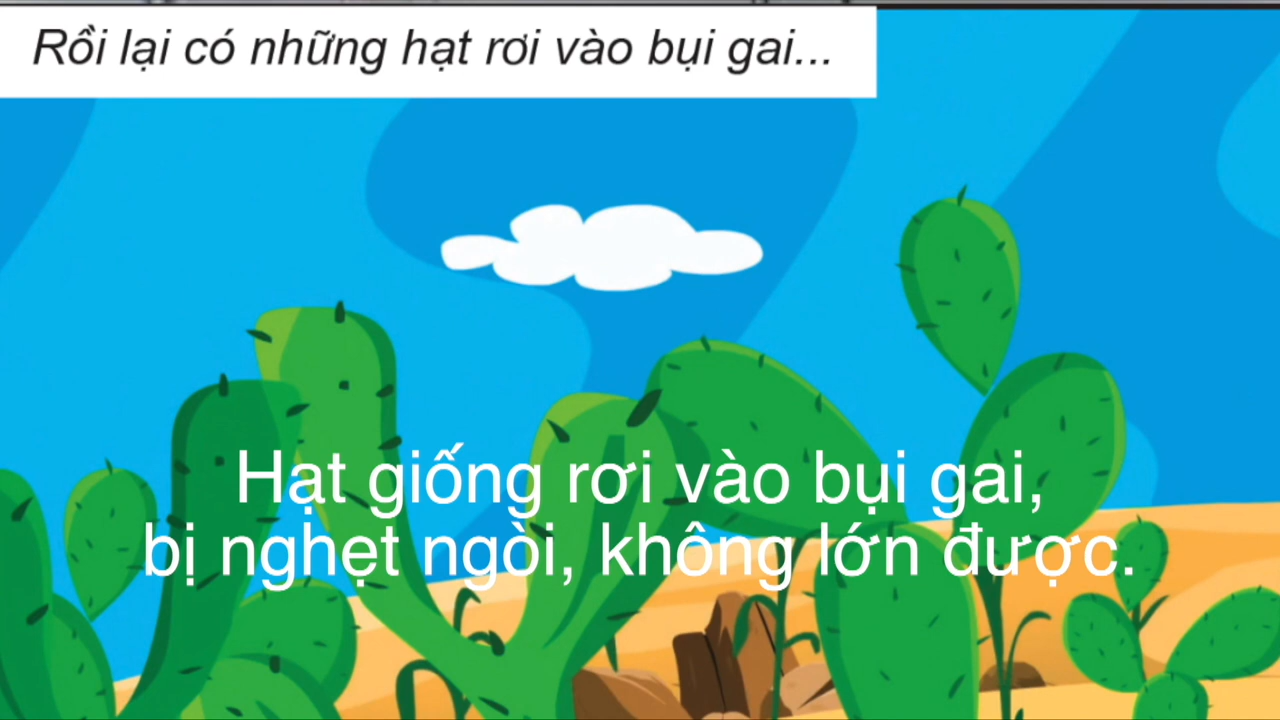 Rồi lại có những hạt rơi vào bụi gai...
Hạt giống rơi vào bụi gai,
bị nghẹt ngòi, không lớn được.